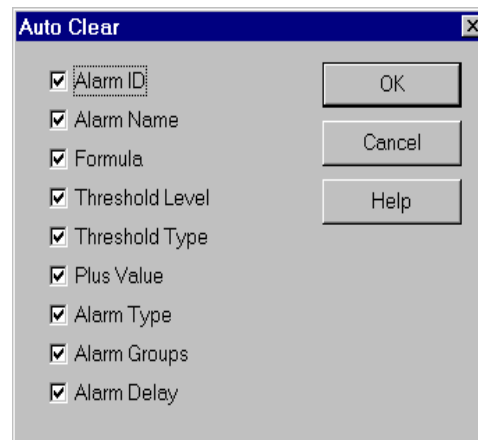 Auto Clear
Alarm ID
Alarm Name
Formula
Threshold Level
Threshold Type
Plus Value
Alarm Type
Alarm Groups
Alarm Delay
OK
Cancel
Help